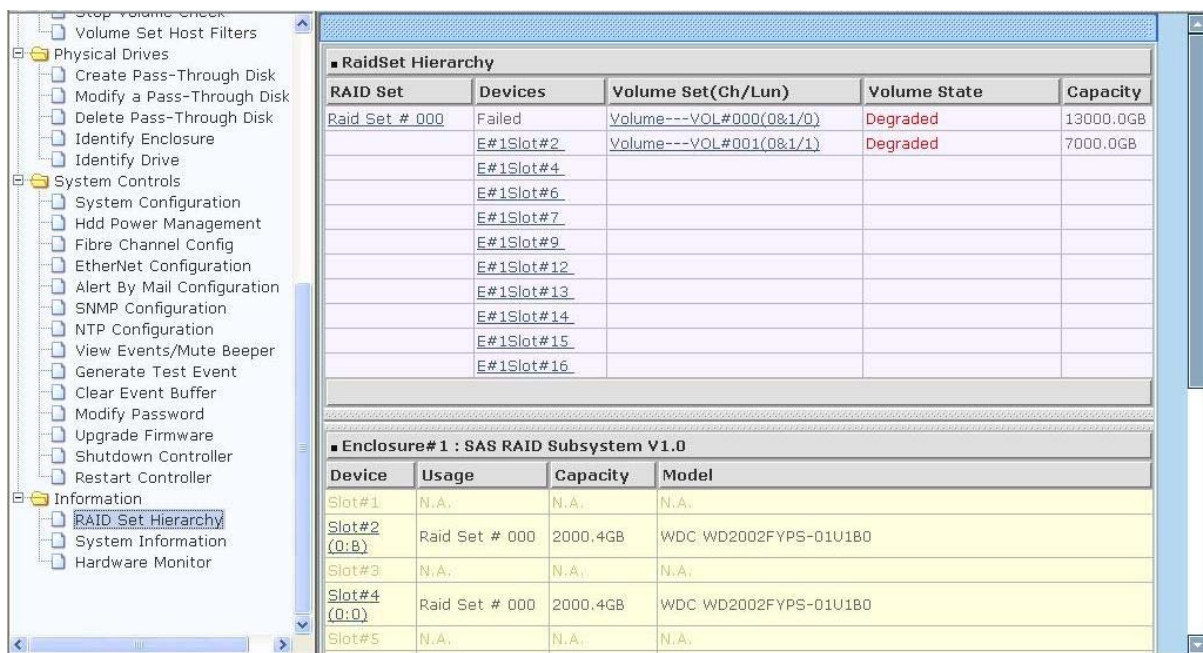 Stop Volume Check
Volume Set Host Filters
Physical Drives
Create Pass-Through Disk
Modify a Pass-Through Disk
Delete Pass-Through Disk
Identify Enclosure
Identify Drive
System Controls
System Configuration
Hdd Power Management
Fibre Channel Config
EtherNet Configuration
Alert By Mail Configuration
SNMP Configuration
NTP Configuration
View Events/Mute Beeper
Generate Test Event
Clear Event Buffer
Modify Password
Upgrade Firmware
Shutdown Controller
Restart Controller
Information
RAID Set Hierarchy
System Information
Hardware Monitor
RaidSet Hierarchy
RAID Set Devices Volume Set(Ch/Lun) Volume State Capacity
Raid Set # 000 Failed Volume---VOL#000(0&1/0) Degraded 13000.0GB
E#1Slot#2 Volume---VOL#001(0&1/1) Degraded 7000.0GB
E#1Slot#4
E#1Slot#6
E#1Slot#7
E#1Slot#9
E#1Slot#12
E#1Slot#13
E#1Slot#14
E#1Slot#15
E#1Slot#16
Enclosure#1 : SAS RAID Subsystem V1.0
Device Usage Capacity Model
Slot#1 N.A. N.A. N.A.
Slot#2
(0:B) Raid Set # 000 2000.4GB WDC WD2002FYPS-01U1B0
Slot#3 N.A. N.A. N.A.
Slot#4
(0:0) Raid Set # 000 2000.4GB WDC WD2002FYPS-01U1B0
Slot#5 N.A. N.A. N.A.